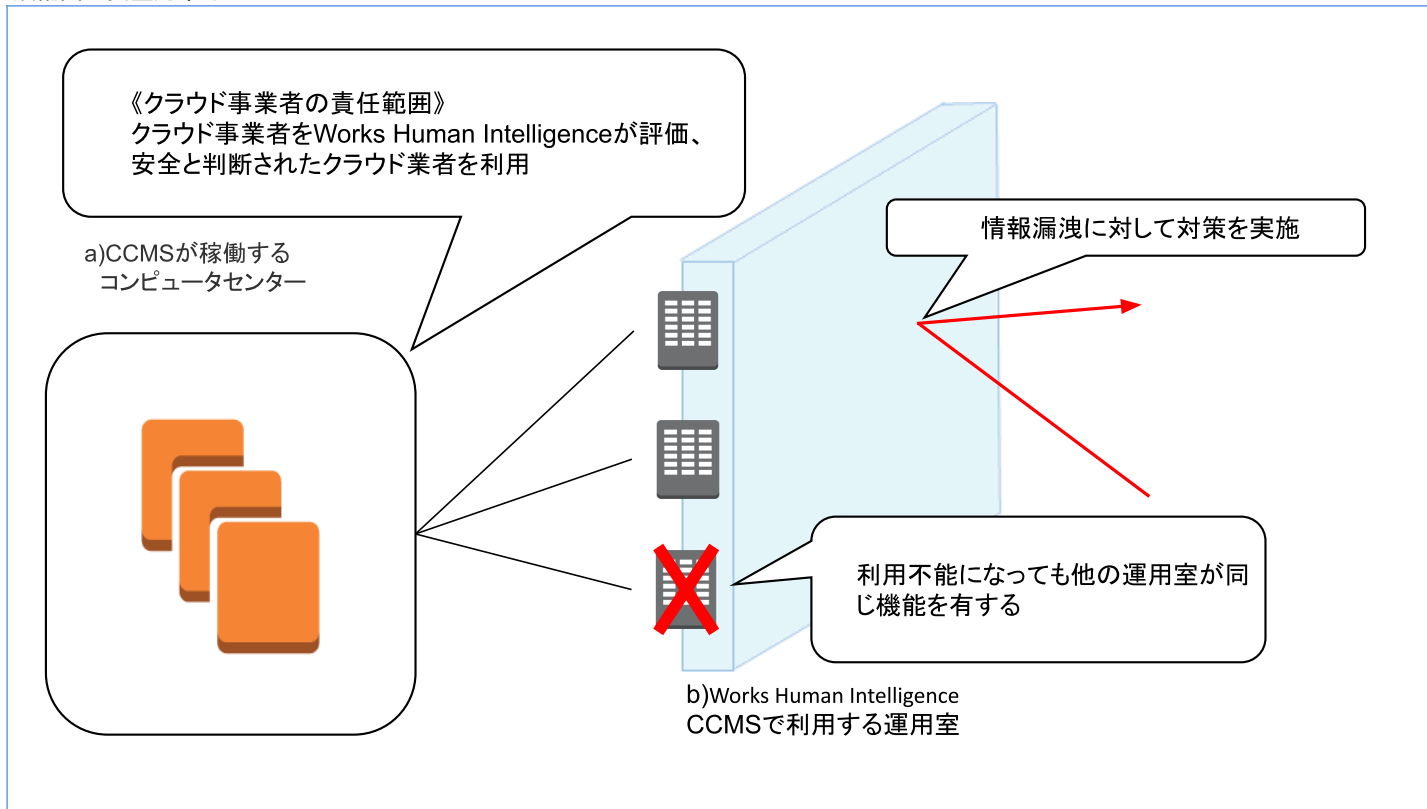 《クラウド事業者の責任範囲》
クラウド事業者をWorks Human Intelligenceが評価、
安全と判断されたクラウド業者を利用
a)CCMSが稼働する
コンピュータセンター
情報漏洩に対して対策を実施
利用不能になっても他の運用室が同
じ機能を有する
b)Works Human Intelligence
CCMSで利用する運用室